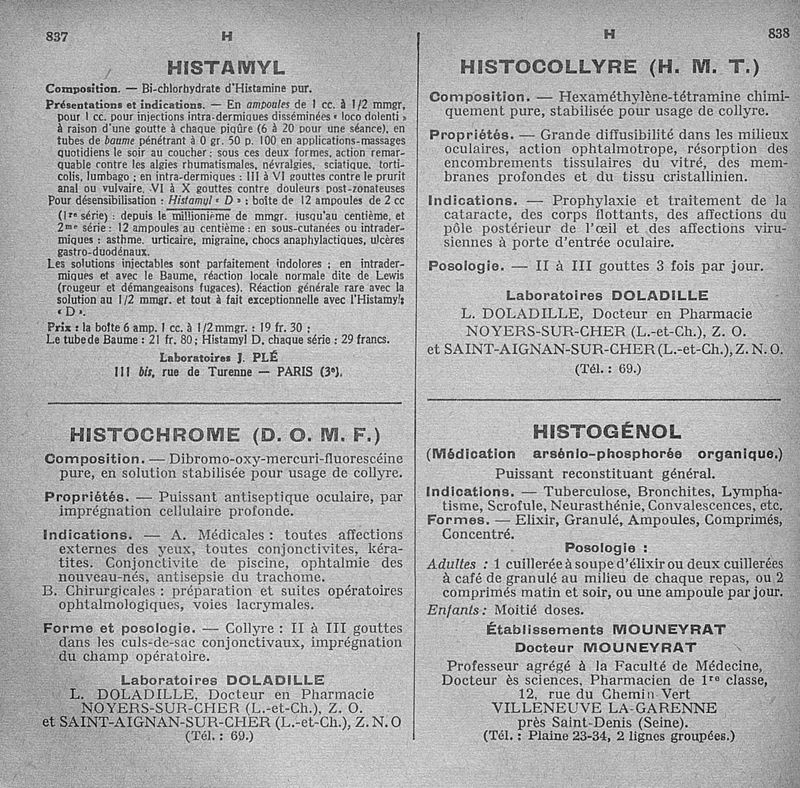 837
H
HISTAMYL
Composition. — Bi-chlorhydrate d'Histamine pur.
Présentations et indications. — En ampoules de 1 cc. à 1/2 mmgr,
pour 1 cc. pour injections intra-dermiques disséminées « loco dolenti »
à raison d'une goutte à chaque piqûre (6 à 20 pour une séance), en
tubes de baume pénétrant à 0 gr. 50 p. 100 en applications-massages
quotidiens le soir au coucher ; sous ces deux formes, action remar-
quable contre les algies rhumatismales, névralgies, sciatique, torti-
colis, lumbago ; en intra-dermiques : III à VI gouttes contre le prurit
anal ou vulvaire, VI à X gouttes contre douleurs post-zonateuses
Pour désensibilisation : Histamyl « D » : boîte de 12 ampoules de 2 cc
(1re série) : depuis le millionième de mmgr. jusqu'au centième, et
2me série : 12 ampoules au centième : en sous-cutanées ou intrader-
miques : asthme, urticaire, migraine, chocs anaphylactiques, ulcères
gastro-duodénaux.
Les solutions injectables sont parfaitement indolores ; en intrader-
miques et avec le Baume, réaction locale normale dite de Lewis
(rougeur et démangeaisons fugaces). Réaction générale rare avec la
solution au 1/2 mmgr. et tout à fait exceptionnelle avec l'Histamyl
« D ».
Prix : la boîte 6 amp. 1 cc. à 1/2 mmgr. : 19 fr. 30 ;
Le tube de Baume : 21 fr. 80 ; Histamyl D, chaque série : 29 francs.
Laboratoires J. PLÉ
111 bis, rue de Turenne — PARIS (3e).
HISTOCHROME (D. O. M. F.)
Composition. — Dibromo-oxy-mercuri-fluorescéine
pure, en solution stabilisée pour usage de collyre.
Propriétés. — Puissant antiseptique oculaire, par
imprégnation cellulaire profonde.
Indications. — A. Médicales : toutes affections
externes des yeux, toutes conjonctivites, kéra-
tites. Conjonctivite de piscine, ophtalmie des
nouveau-nés, antisepsie du trachome.
B. Chirurgicales : préparation et suites opératoires
ophtalmologiques, voies lacrymales.
Forme et posologie. — Collyre : II à III gouttes
dans les culs-de-sac conjonctivaux, imprégnation
du champ opératoire.
Laboratoires DOLADILLE
L. DOLADILLE, Docteur en Pharmacie
NOYERS-SUR-CHER (L.-et-Ch.), Z. O.
et SAINT-AIGNAN-SUR-CHER (L.-et-Ch.), Z. N. O
(Tél. : 69.)
H
838
HISTOCOLLYRE (H. M. T.)
Composition. — Hexaméthylène-tétramine chimi-
quement pure, stabilisée pour usage de collyre.
Propriétés. — Grande diffusibilité dans les milieux
oculaires, action ophtalmotrope, résorption des
encombrements tissulaires du vitré, des mem-
branes profondes et du tissu cristallinien.
Indications. — Prophylaxie et traitement de la
cataracte, des corps flottants, des affections du
pôle postérieur de l'œil et des affections viru-
siennes à porte d'entrée oculaire.
Posologie. — II à III gouttes 3 fois par jour.
Laboratoires DOLADILLE
L. DOLADILLE, Docteur en Pharmacie
NOYERS-SUR-CHER (L.-et-Ch.), Z. O.
et SAINT-AIGNAN-SUR-CHER (L.-et-Ch.), Z. N. O.
(Tél. : 69.)
HISTOGÉNOL
(Médication arsénio-phosphorée organique.)
Puissant reconstituant général.
Indications. — Tuberculose, Bronchites, Lympha-
tisme, Scrofule, Neurasthénie, Convalescences, etc.
Formes. — Elixir, Granulé, Ampoules, Comprimés,
Concentré.
Posologie :
Adultes : 1 cuillerée à soupe d'élixir ou deux cuillerées
à café de granulé au milieu de chaque repas, ou 2
comprimés matin et soir, ou une ampoule par jour.
Enfants : Moitié doses.
Établissements MOUNEYRAT
Docteur MOUNEYRAT
Professeur agrégé à la Faculté de Médecine,
Docteur ès sciences, Pharmacien de 1re classe,
12, rue du Chemin Vert
VILLENEUVE LA-GARENNE
près Saint-Denis (Seine).
(Tél. : Plaine 23-34, 2 lignes groupées.)